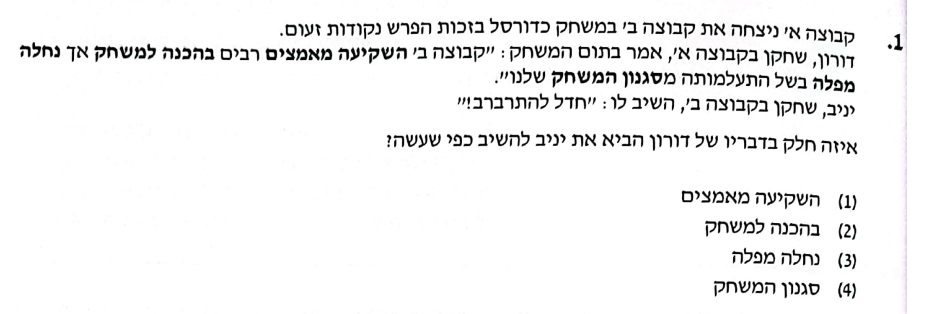 1. קבוצה א' ניצחה את קבוצה ב' במשחק כדורסל בזכות הפרש נקודות זעום.
דורון, שחקן בקבוצה א', אמר בתום המשחק: "קבוצה ב' השקיעה מאמצים רבים בהכנה למשחק אך נחלה
מפלה בשל התעלמותה מסגנון המשחק שלנו".
יניב, שחקן בקבוצה ב', השיב לו: "חדל להתרברב!"
איזה חלק בדבריו של דורון הביא את יניב להשיב כפי שעשה?
(1) השקיעה מאמצים
(2) בהכנה למשחק
(3) נחלה מפלה
(4) סגנון המשחק